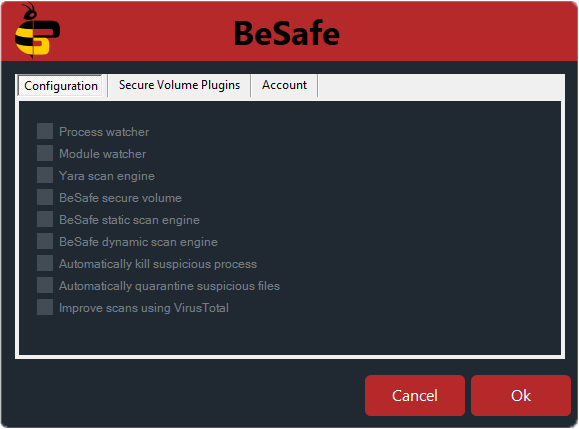 BeSafe
Configuration
Secure Volume Plugins
Account
Process watcher
Module watcher
Yara scan engine
BeSafe secure volume
BeSafe static scan engine
BeSafe dynamic scan engine
Automatically kill suspicious process
Automatically quarantine suspicious files
Improve scans using VirusTotal
Cancel
Ok